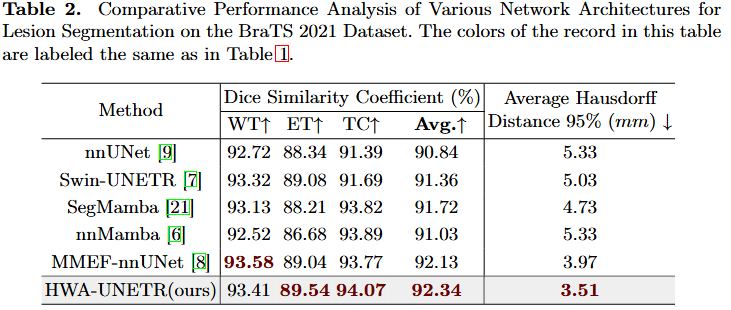 Table 2. Comparative Performance Analysis of Various Network Architectures for
Lesion Segmentation on the BraTS 2021 Dataset. The colors of the record in this table
are labeled the same as in Table 1.
Method Dice Similarity Coefficient (%) Average Hausdorff
WT↑ ET↑ TC↑ Avg.↑ Distance 95% (mm) ↓
nnUNet [9] 92.72 88.34 91.39 90.84 5.33
Swin-UNETR [7] 93.32 89.08 91.69 91.36 5.03
SegMamba [21] 93.13 88.21 93.82 91.72 4.73
nnMamba [6] 92.52 86.68 93.89 91.03 5.33
MMEF-nnUNet [8] 93.58 89.04 93.77 92.13 3.97
HWA-UNETR(ours) 93.41 89.54 94.07 92.34 3.51